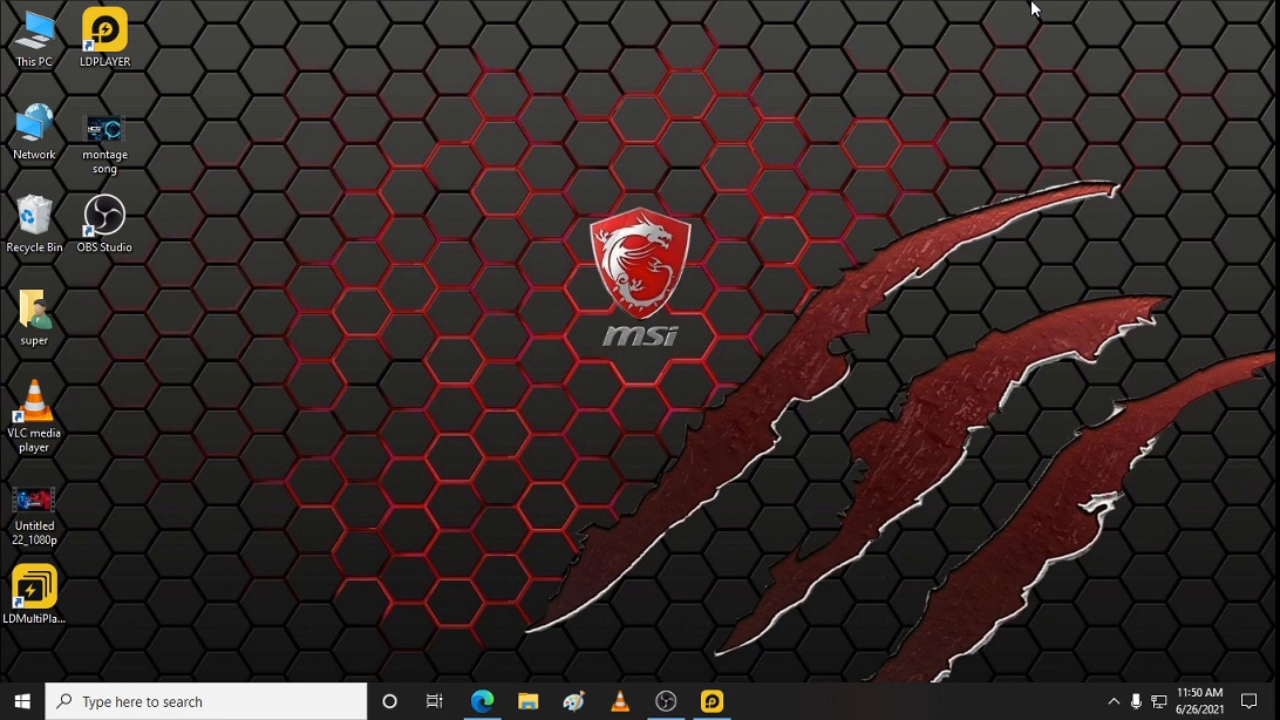 This PC
LDPLAYER
Network
montage
song
Recycle Bin
OBS Studio
super
VLC media
player
Untitled
22_1080p
LDMultiPla...
msi
Type here to search
11:50 AM
6/26/2021